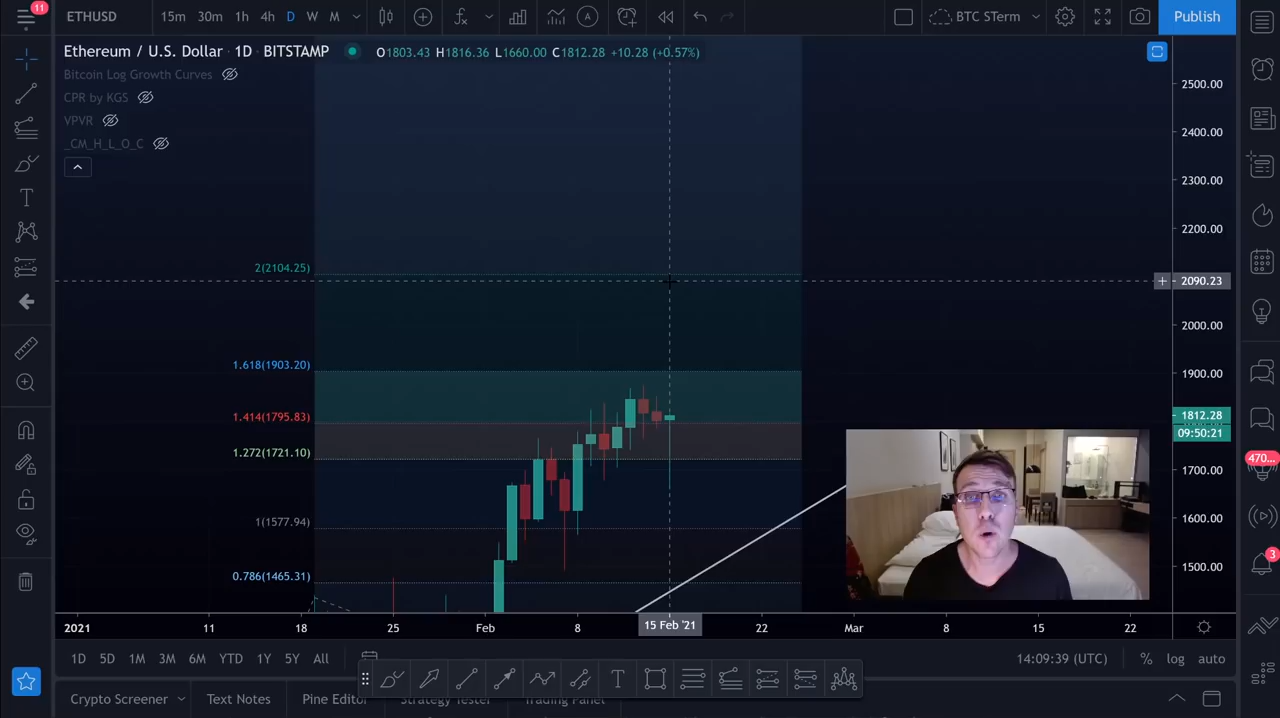 11
ETHUSD
15m 30m 1h 4h D W M
BTC STerm
Publish
Ethereum / U.S. Dollar · 1D · BITSTAMP
O1803.43 H1816.36 L1660.00 C1812.28 +10.28 (+0.57%)
Bitcoin Log Growth Curves
CPR by KGS
VPVR
_CM_H_L_O_C
2500.00
2400.00
2300.00
2200.00
2(2104.25)
2090.23
2000.00
1.618(1903.20)
1900.00
1.414(1795.83)
1812.28
09:50:21
1.272(1721.10)
1700.00
470...
1(1577.94)
1600.00
0.786(1465.31)
1500.00
3
2021 11 18 25 Feb 8 15 Feb '21 22 Mar 8 15 22
1D 5D 1M 3M 6M YTD 1Y 5Y All
14:09:39 (UTC) % log auto
Crypto Screener Text Notes Pine Editor Strategy Tester Trading Panel